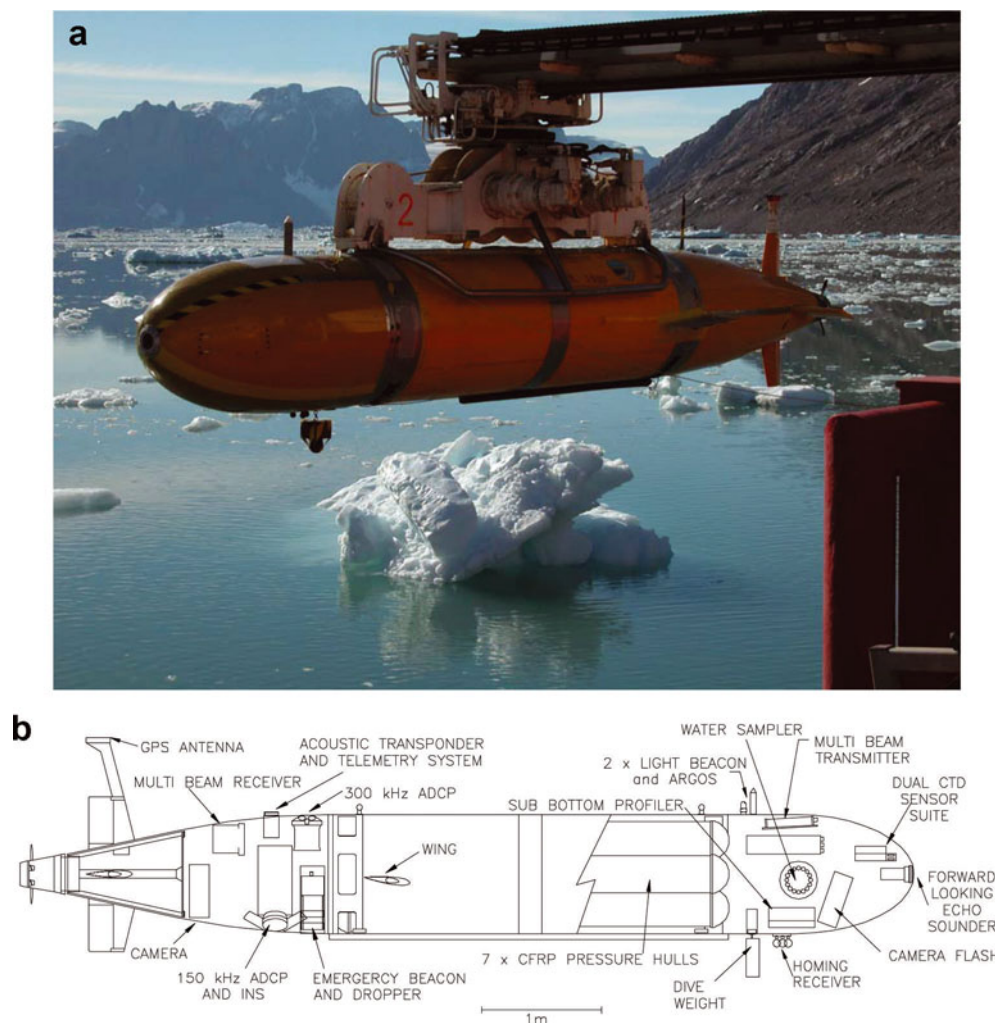 a
2
b
GPS ANTENNA
ACOUSTIC TRANSPONDER
AND TELEMETRY SYSTEM
MULTI BEAM RECEIVER
300 kHz ADCP
WATER SAMPLER
MULTI BEAM
TRANSMITTER
2 x LIGHT BEACON
and ARGOS
DUAL CTD
SENSOR
SUITE
SUB BOTTOM PROFILER
WING
FORWARD
LOOKING
ECHO
SOUNDER
CAMERA
7 x CFRP PRESSURE HULLS
CAMERA FLASH
150 kHz ADCP
AND INS
EMERGENCY BEACON
AND DROPPER
DIVE
WEIGHT
HOMING
RECEIVER
1m